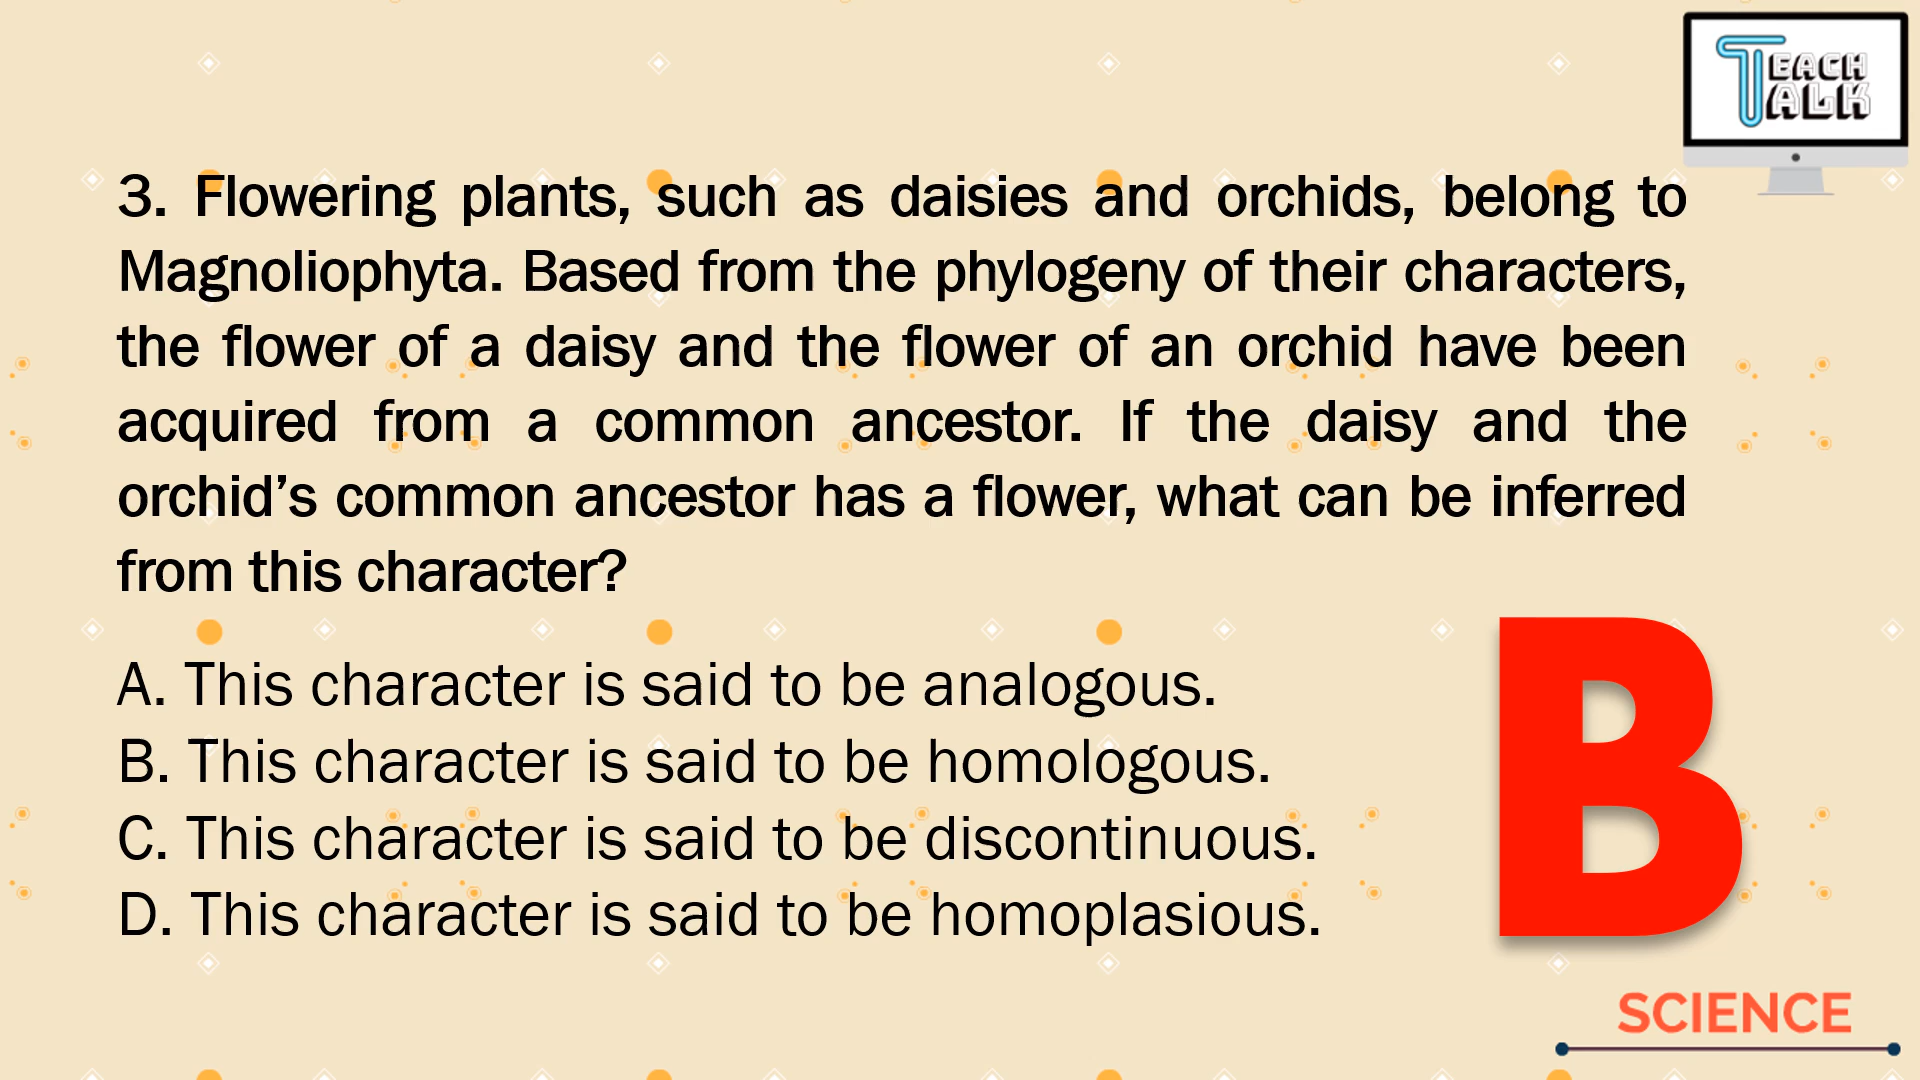 TEACH
TALK
3. Flowering plants, such as daisies and orchids, belong to
Magnoliophyta. Based from the phylogeny of their characters,
the flower of a daisy and the flower of an orchid have been
acquired from a common ancestor. If the daisy and the
orchid’s common ancestor has a flower, what can be inferred
from this character?
A. This character is said to be analogous.
B. This character is said to be homologous.
C. This character is said to be discontinuous.
D. This character is said to be homoplasious.
B
SCIENCE